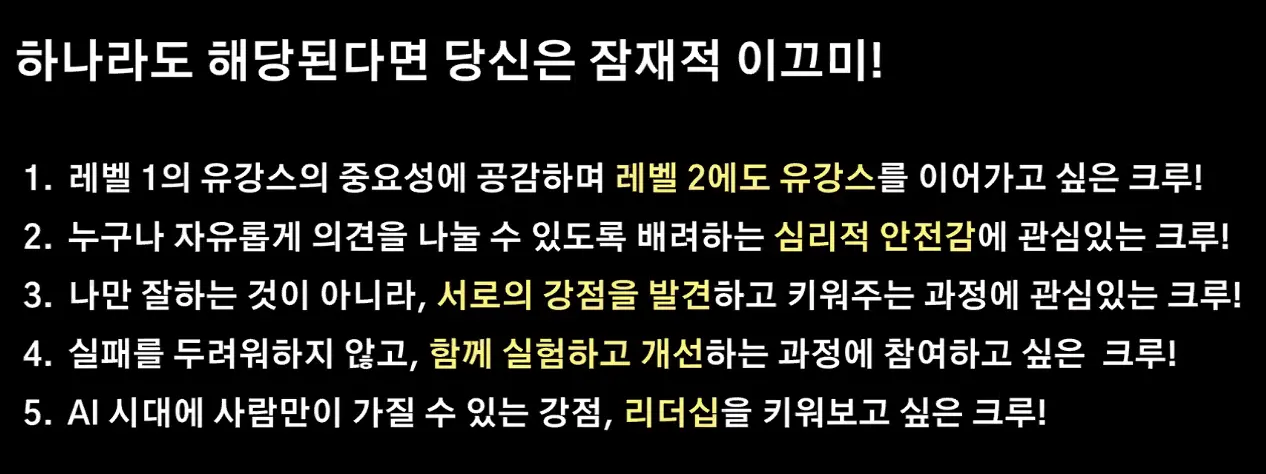 하나라도 해당된다면 당신은 잠재적 이끄미!
1. 레벨 1의 유강스의 중요성에 공감하며 레벨 2에도 유강스를 이어가고 싶은 크루!
2. 누구나 자유롭게 의견을 나눌 수 있도록 배려하는 심리적 안전감에 관심있는 크루!
3. 나만 잘하는 것이 아니라, 서로의 강점을 발견하고 키워주는 과정에 관심있는 크루!
4. 실패를 두려워하지 않고, 함께 실험하고 개선하는 과정에 참여하고 싶은 크루!
5. AI 시대에 사람만이 가질 수 있는 강점, 리더십을 키워보고 싶은 크루!